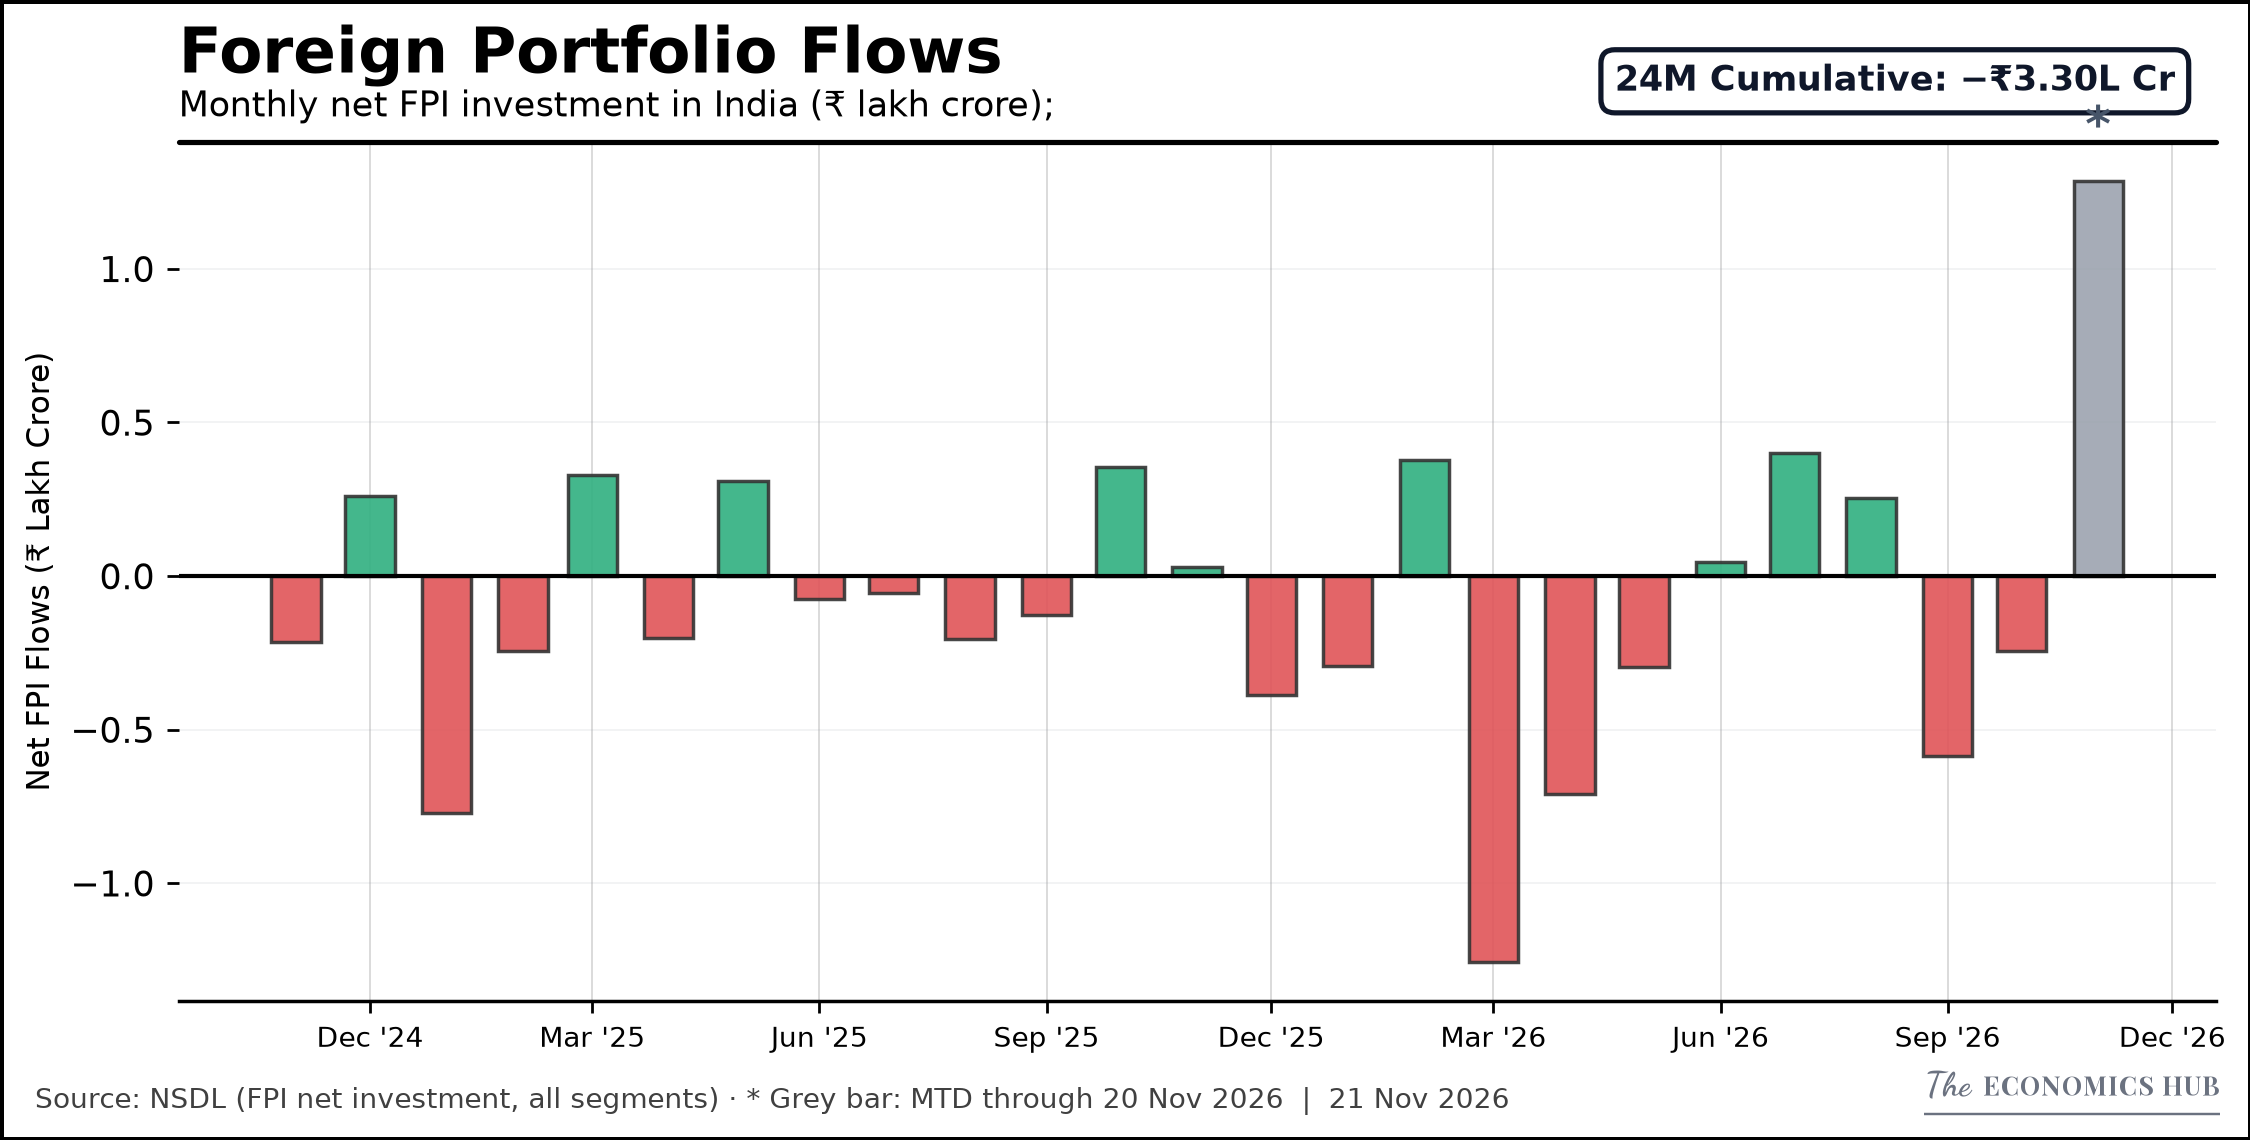 Foreign Portfolio Flows
Monthly net FPI investment in India (₹ lakh crore);
24M Cumulative: −₹3.30L Cr
*
Net FPI Flows (₹ Lakh Crore)
1.0
0.5
0.0
−0.5
−1.0
Dec '24 Mar '25 Jun '25 Sep '25 Dec '25 Mar '26 Jun '26 Sep '26 Dec '26
Source: NSDL (FPI net investment, all segments) · * Grey bar: MTD through 20 Nov 2026 | 21 Nov 2026
The ECONOMICS HUB